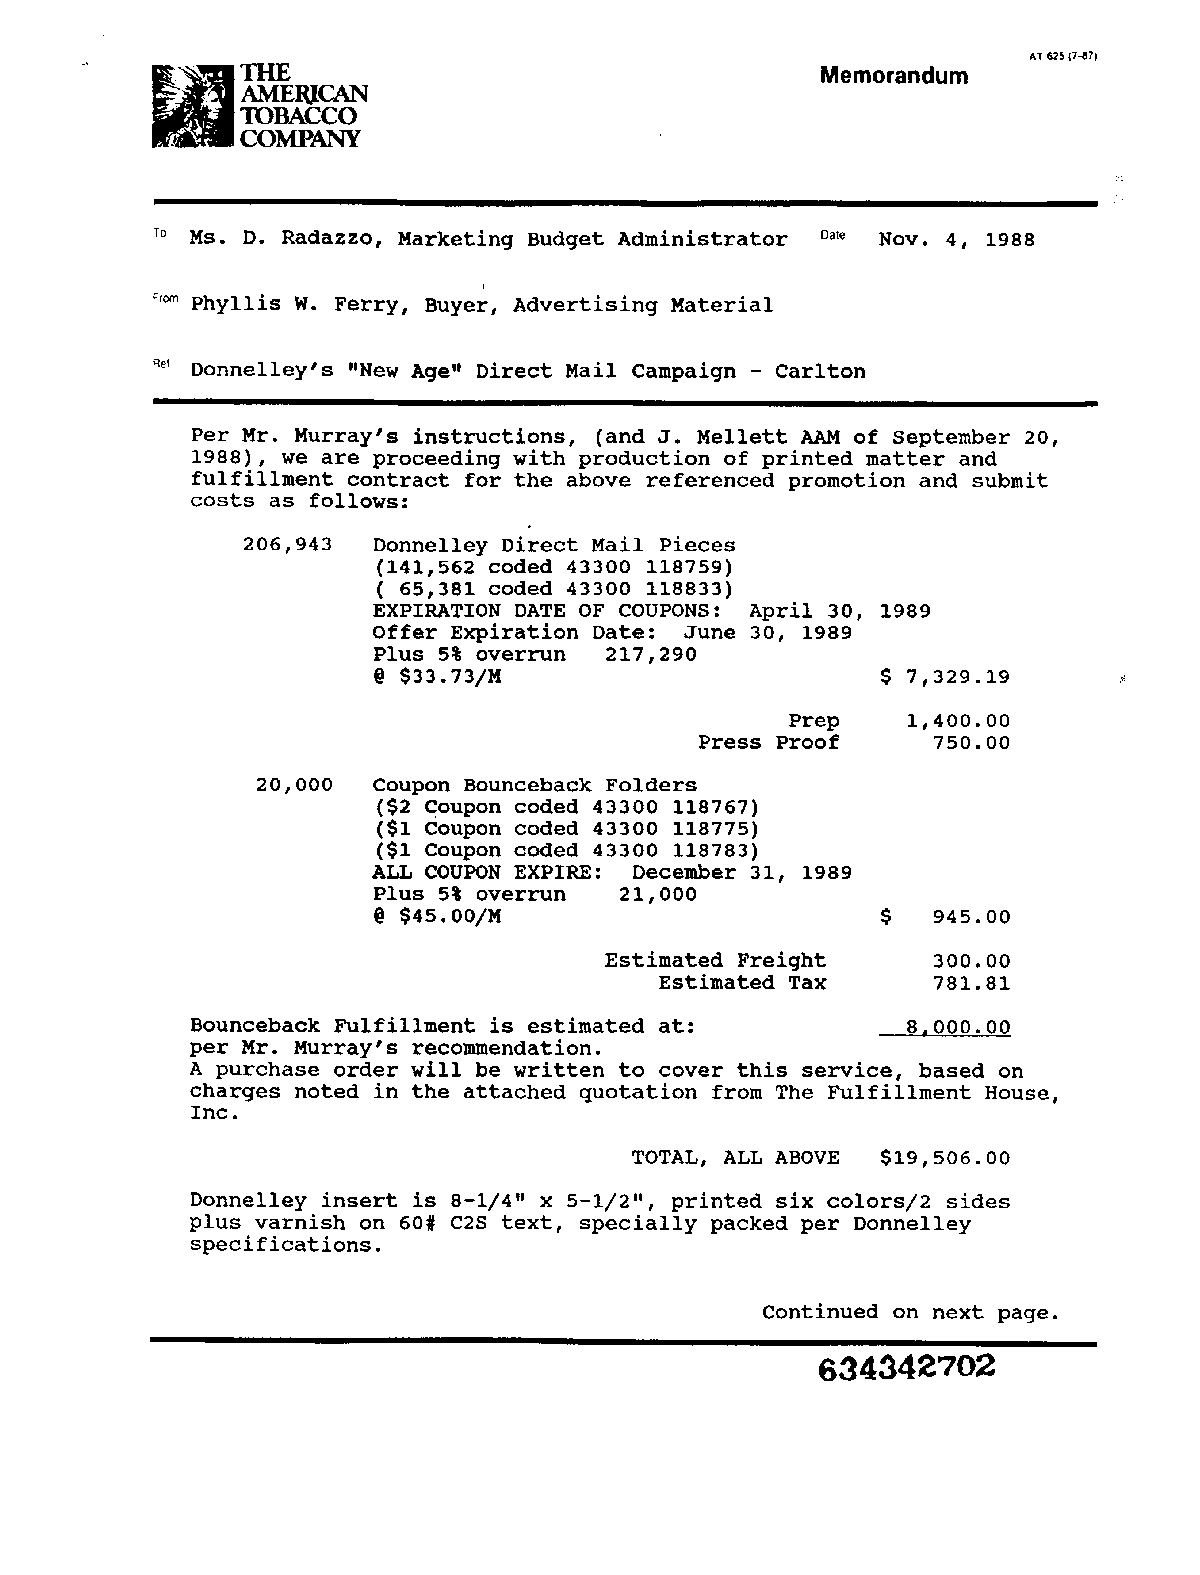 AT 625 (7-87)
THE
AMERICAN
TOBACCO
COMPANY
Memorandum
To Ms. D. Radazzo, Marketing Budget Administrator Date Nov. 4, 1988
From Phyllis W. Ferry, Buyer, Advertising Material
Ref Donnelley's "New Age" Direct Mail Campaign - Carlton
Per Mr. Murray's instructions, (and J. Mellett AAM of September 20,
1988), we are proceeding with production of printed matter and
fulfillment contract for the above referenced promotion and submit
costs as follows:
206,943 Donnelley Direct Mail Pieces
(141,562 coded 43300 118759)
( 65,381 coded 43300 118833)
EXPIRATION DATE OF COUPONS: April 30, 1989
Offer Expiration Date: June 30, 1989
Plus 5% overrun 217,290
@ $33.73/M $ 7,329.19
Prep 1,400.00
Press Proof 750.00
20,000 Coupon Bounceback Folders
($2 Coupon coded 43300 118767)
($1 Coupon coded 43300 118775)
($1 Coupon coded 43300 118783)
ALL COUPON EXPIRE: December 31, 1989
Plus 5% overrun 21,000
@ $45.00/M $ 945.00
Estimated Freight 300.00
Estimated Tax 781.81
Bounceback Fulfillment is estimated at: 8,000.00
per Mr. Murray's recommendation.
A purchase order will be written to cover this service, based on
charges noted in the attached quotation from The Fulfillment House,
Inc.
TOTAL, ALL ABOVE $19,506.00
Donnelley insert is 8-1/4" x 5-1/2", printed six colors/2 sides
plus varnish on 60# C2S text, specially packed per Donnelley
specifications.
Continued on next page.
634342702